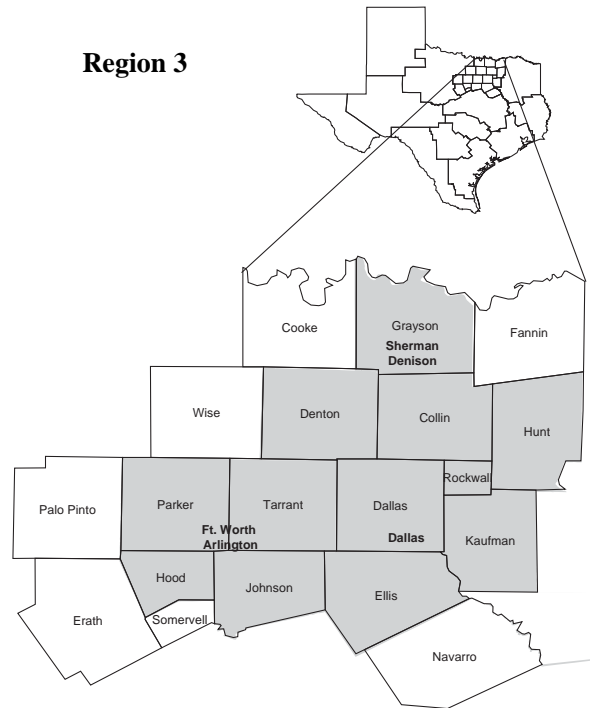 Region 3
Cooke
Grayson
Sherman
Denison
Fannin
Wise
Denton
Collin
Hunt
Rockwall
Palo Pinto
Parker
Tarrant
Dallas
Ft. Worth
Arlington
Dallas
Kaufman
Hood
Johnson
Ellis
Erath
Somervell
Navarro